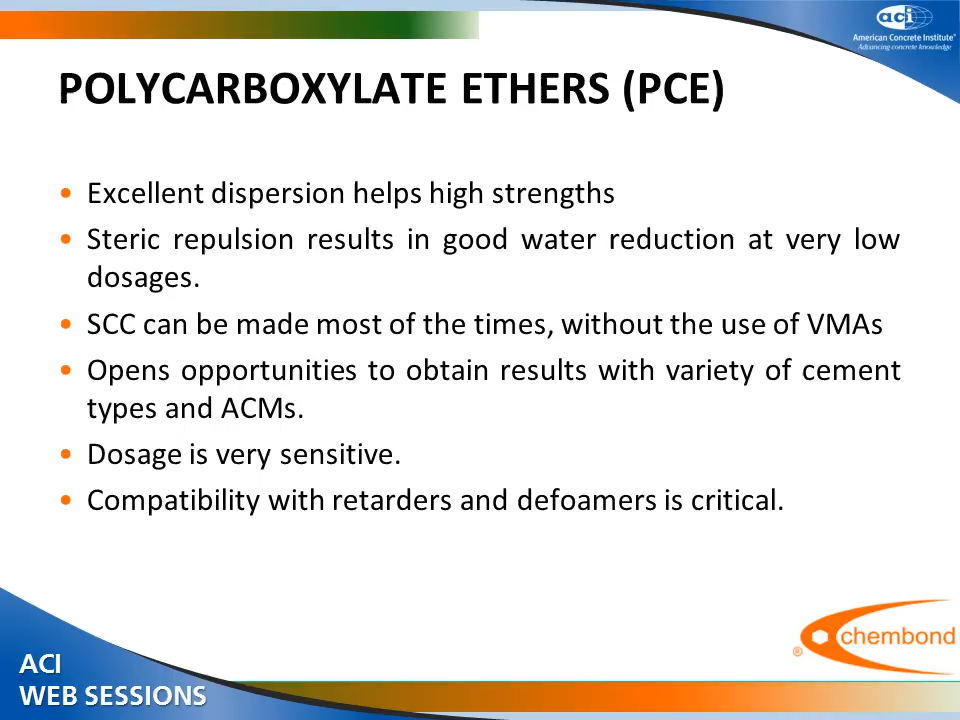 aci
American Concrete Institute®
Advancing concrete knowledge
POLYCARBOXYLATE ETHERS (PCE)
• Excellent dispersion helps high strengths
• Steric repulsion results in good water reduction at very low
dosages.
• SCC can be made most of the times, without the use of VMAs
• Opens opportunities to obtain results with variety of cement
types and ACMs.
• Dosage is very sensitive.
• Compatibility with retarders and defoamers is critical.
® chembond
ACI
WEB SESSIONS